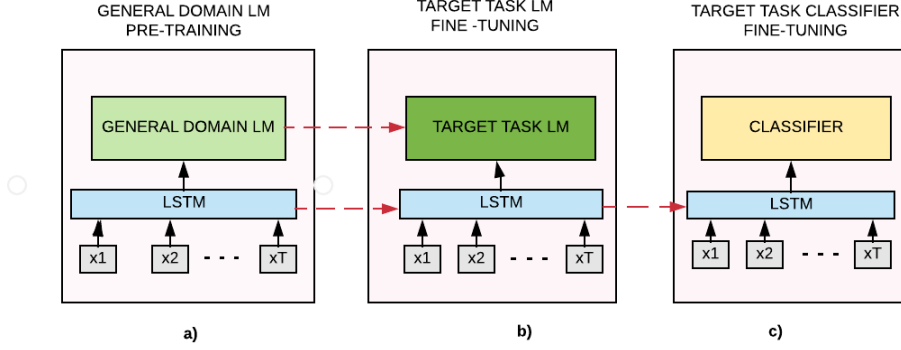 GENERAL DOMAIN LM
PRE-TRAINING
TARGET TASK LM
FINE -TUNING
TARGET TASK CLASSIFIER
FINE-TUNING
GENERAL DOMAIN LM
TARGET TASK LM
CLASSIFIER
LSTM
LSTM
LSTM
x1
x2
- - -
xT
x1
x2
- - - -
xT
x1
x2
- - - -
xT
a)
b)
c)